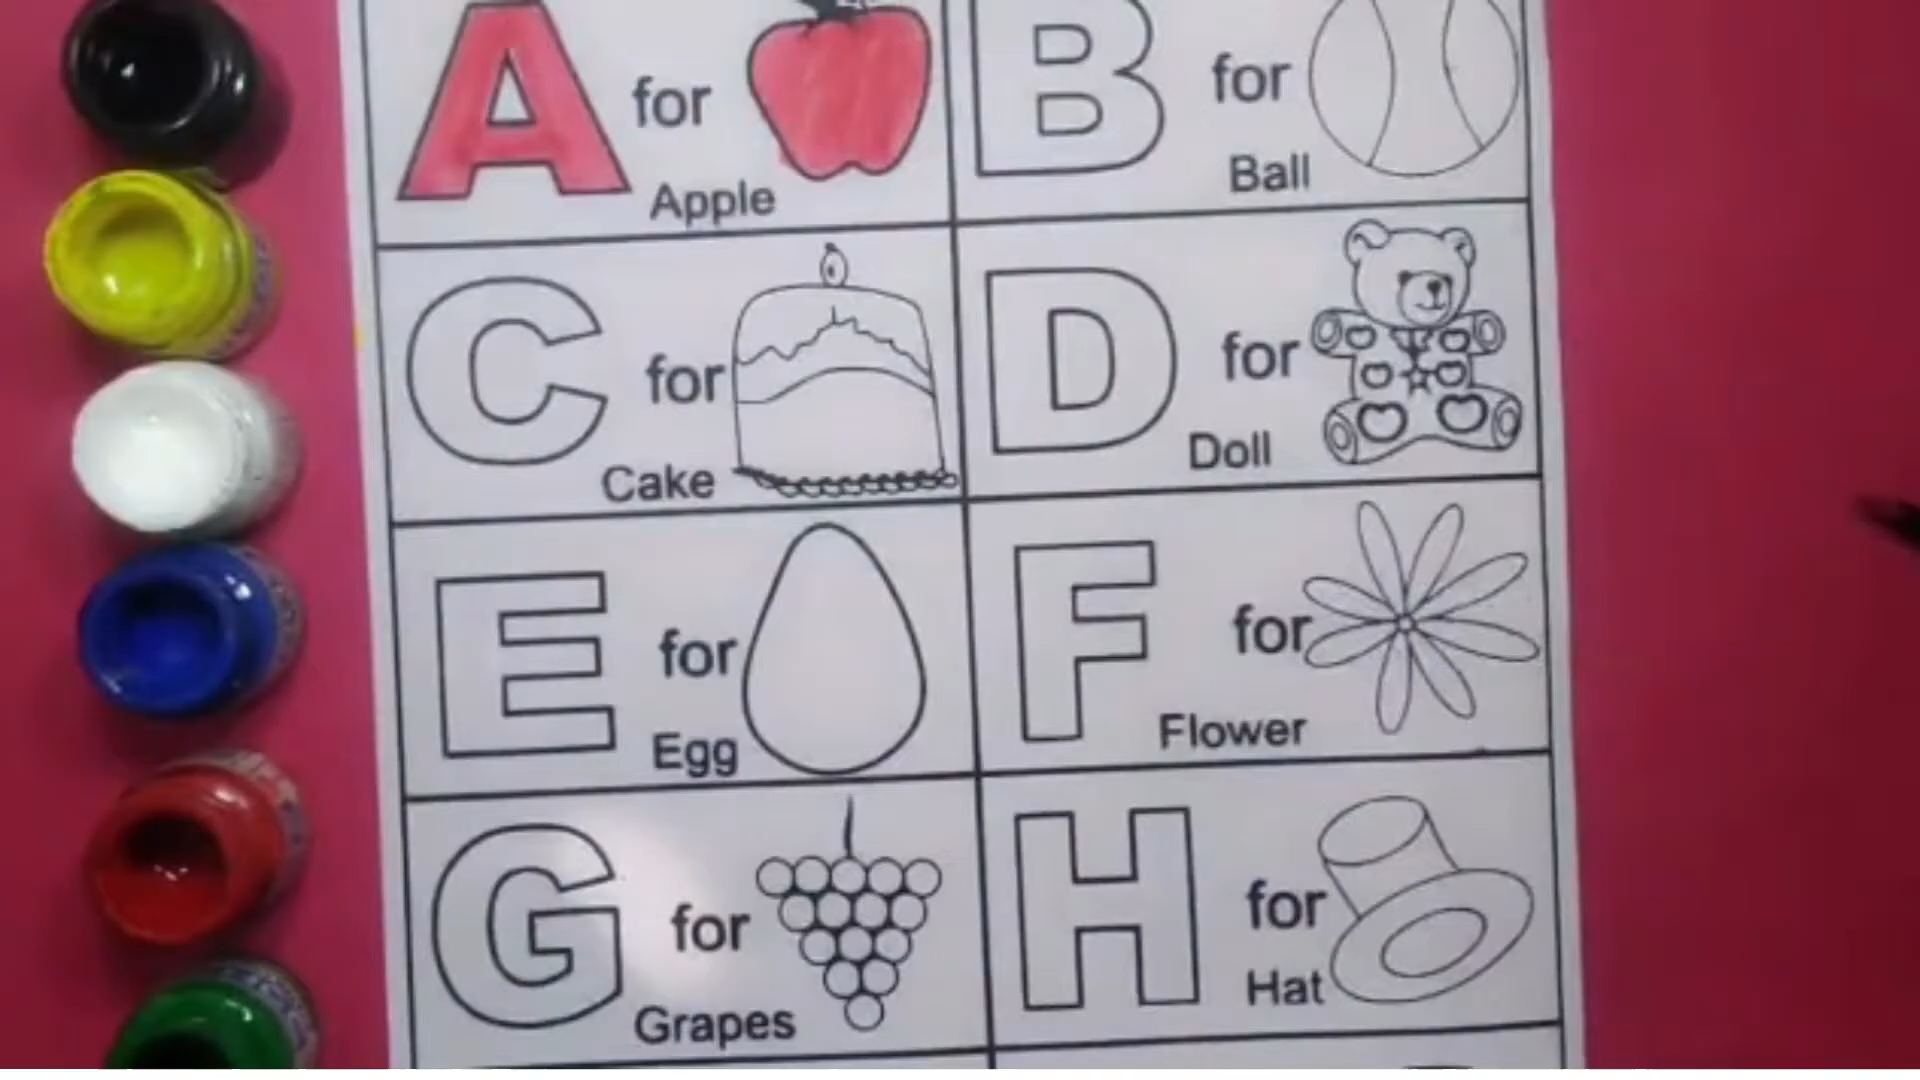 A for
Apple
B for
Ball
C for
Cake
D for
Doll
E for
Egg
F for
Flower
G for
Grapes
H for
Hat